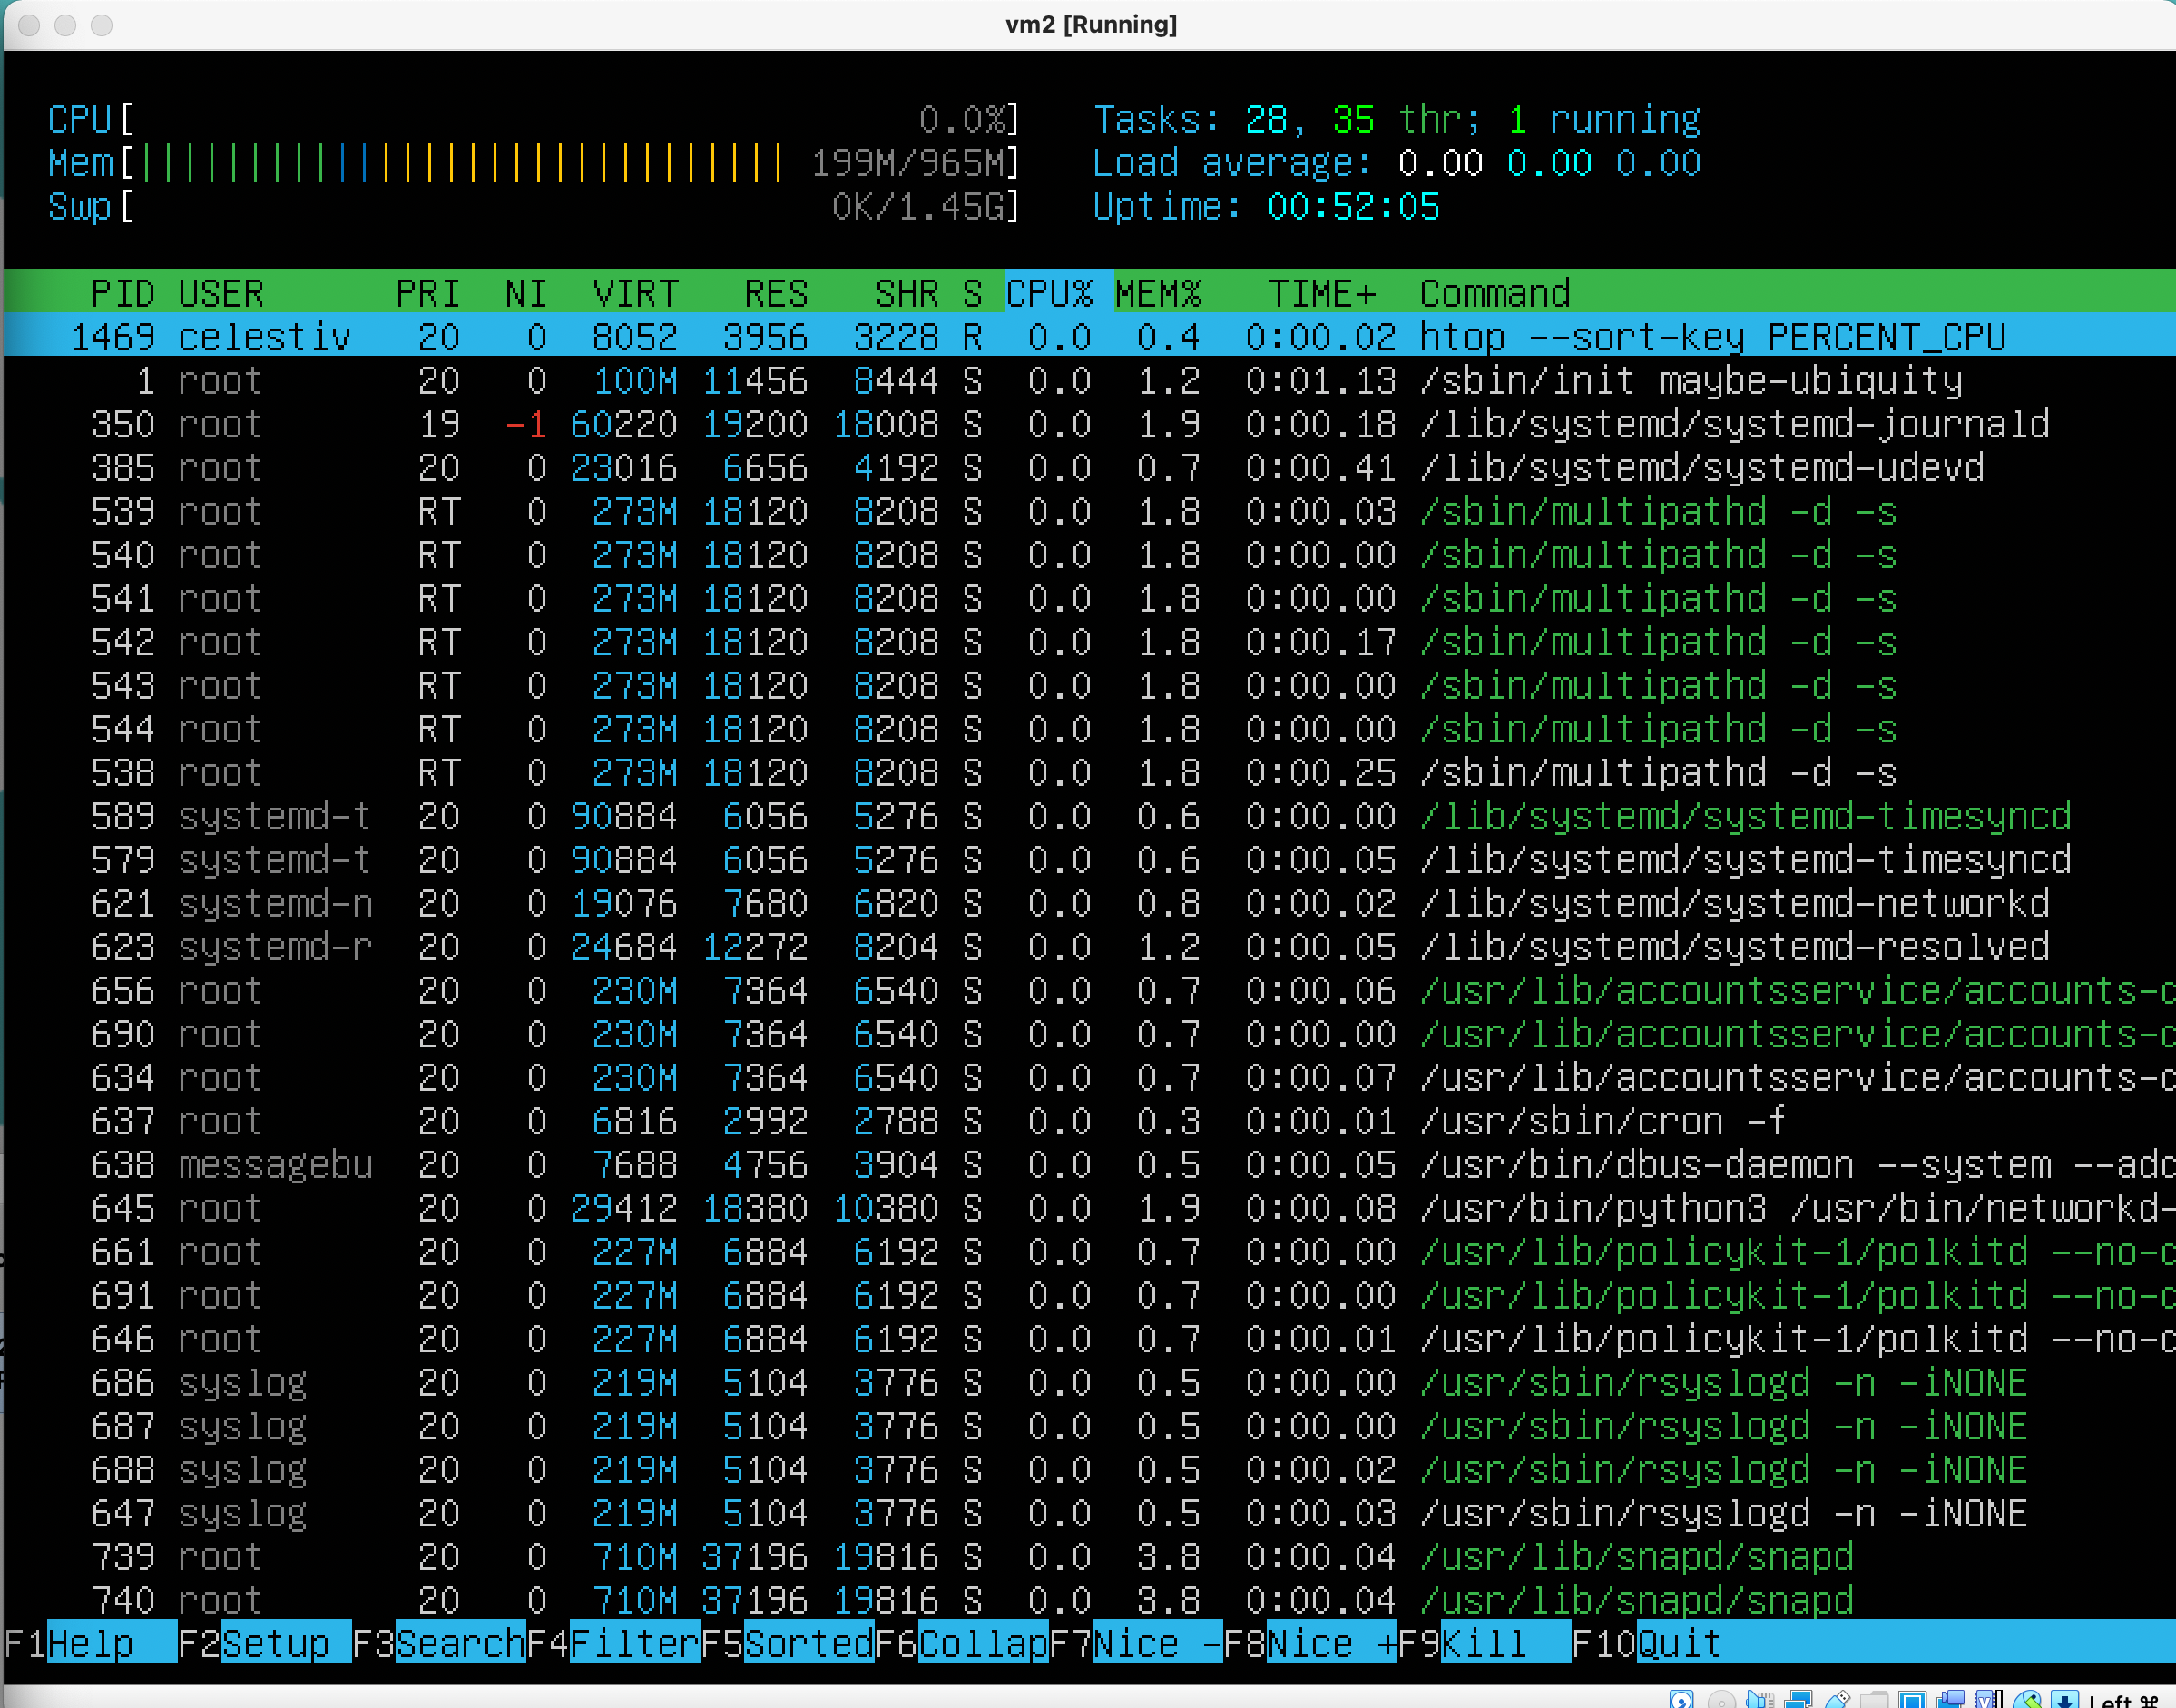 vm2 [Running]
CPU[ 0.0%] Tasks: 28, 35 thr; 1 running
Mem[||||||||||||||||||||||||||||| 199M/965M] Load average: 0.00 0.00 0.00
Swp[ 0K/1.45G] Uptime: 00:52:05
PID USER PRI NI VIRT RES SHR S CPU% MEM% TIME+ Command
1469 celestiv 20 0 8052 3956 3228 R 0.0 0.4 0:00.02 htop --sort-key PERCENT_CPU
1 root 20 0 100M 11456 8444 S 0.0 1.2 0:01.13 /sbin/init maybe-ubiquity
350 root 19 -1 60220 19200 18008 S 0.0 1.9 0:00.18 /lib/systemd/systemd-journald
385 root 20 0 23016 6656 4192 S 0.0 0.7 0:00.41 /lib/systemd/systemd-udevd
539 root RT 0 273M 18120 8208 S 0.0 1.8 0:00.03 /sbin/multipathd -d -s
540 root RT 0 273M 18120 8208 S 0.0 1.8 0:00.00 /sbin/multipathd -d -s
541 root RT 0 273M 18120 8208 S 0.0 1.8 0:00.00 /sbin/multipathd -d -s
542 root RT 0 273M 18120 8208 S 0.0 1.8 0:00.17 /sbin/multipathd -d -s
543 root RT 0 273M 18120 8208 S 0.0 1.8 0:00.00 /sbin/multipathd -d -s
544 root RT 0 273M 18120 8208 S 0.0 1.8 0:00.00 /sbin/multipathd -d -s
538 root RT 0 273M 18120 8208 S 0.0 1.8 0:00.25 /sbin/multipathd -d -s
589 systemd-t 20 0 90884 6056 5276 S 0.0 0.6 0:00.00 /lib/systemd/systemd-timesyncd
579 systemd-t 20 0 90884 6056 5276 S 0.0 0.6 0:00.05 /lib/systemd/systemd-timesyncd
621 systemd-n 20 0 19076 7680 6820 S 0.0 0.8 0:00.02 /lib/systemd/systemd-networkd
623 systemd-r 20 0 24684 12272 8204 S 0.0 1.2 0:00.05 /lib/systemd/systemd-resolved
656 root 20 0 230M 7364 6540 S 0.0 0.7 0:00.06 /usr/lib/accountsservice/accounts-
690 root 20 0 230M 7364 6540 S 0.0 0.7 0:00.00 /usr/lib/accountsservice/accounts-
634 root 20 0 230M 7364 6540 S 0.0 0.7 0:00.07 /usr/lib/accountsservice/accounts-
637 root 20 0 6816 2992 2788 S 0.0 0.3 0:00.01 /usr/sbin/cron -f
638 messagebu 20 0 7688 4756 3904 S 0.0 0.5 0:00.05 /usr/bin/dbus-daemon --system --ad
645 root 20 0 29412 18380 10380 S 0.0 1.9 0:00.08 /usr/bin/python3 /usr/bin/networkd-
661 root 20 0 227M 6884 6192 S 0.0 0.7 0:00.00 /usr/lib/policykit-1/polkitd --no-
691 root 20 0 227M 6884 6192 S 0.0 0.7 0:00.00 /usr/lib/policykit-1/polkitd --no-
646 root 20 0 227M 6884 6192 S 0.0 0.7 0:00.01 /usr/lib/policykit-1/polkitd --no-
686 syslog 20 0 219M 5104 3776 S 0.0 0.5 0:00.00 /usr/sbin/rsyslogd -n -iNONE
687 syslog 20 0 219M 5104 3776 S 0.0 0.5 0:00.00 /usr/sbin/rsyslogd -n -iNONE
688 syslog 20 0 219M 5104 3776 S 0.0 0.5 0:00.02 /usr/sbin/rsyslogd -n -iNONE
647 syslog 20 0 219M 5104 3776 S 0.0 0.5 0:00.03 /usr/sbin/rsyslogd -n -iNONE
739 root 20 0 710M 37196 19816 S 0.0 3.8 0:00.04 /usr/lib/snapd/snapd
740 root 20 0 710M 37196 19816 S 0.0 3.8 0:00.04 /usr/lib/snapd/snapd
F1Help F2Setup F3SearchF4FilterF5SortedF6CollapF7Nice -F8Nice +F9Kill F10Quit
Left ⌘